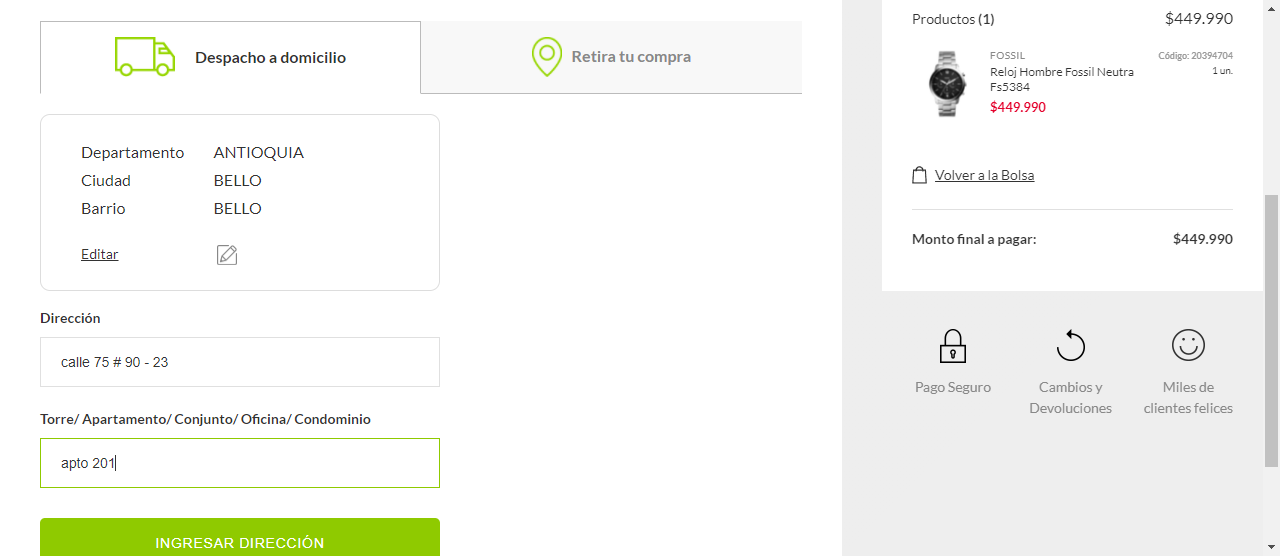 Despacho a domicilio
Retira tu compra
Departamento ANTIOQUIA
Ciudad BELLO
Barrio BELLO
Editar
Dirección
calle 75 # 90 - 23
Torre/ Apartamento/ Conjunto/ Oficina/ Condominio
apto 201
INGRESAR DIRECCIÓN
Productos (1) $449.990
FOSSIL Código: 20394704
Reloj Hombre Fossil Neutra 1 un.
Fs5384
$449.990
Volver a la Bolsa
Monto final a pagar: $449.990
Pago Seguro
Cambios y
Devoluciones
Miles de
clientes felices